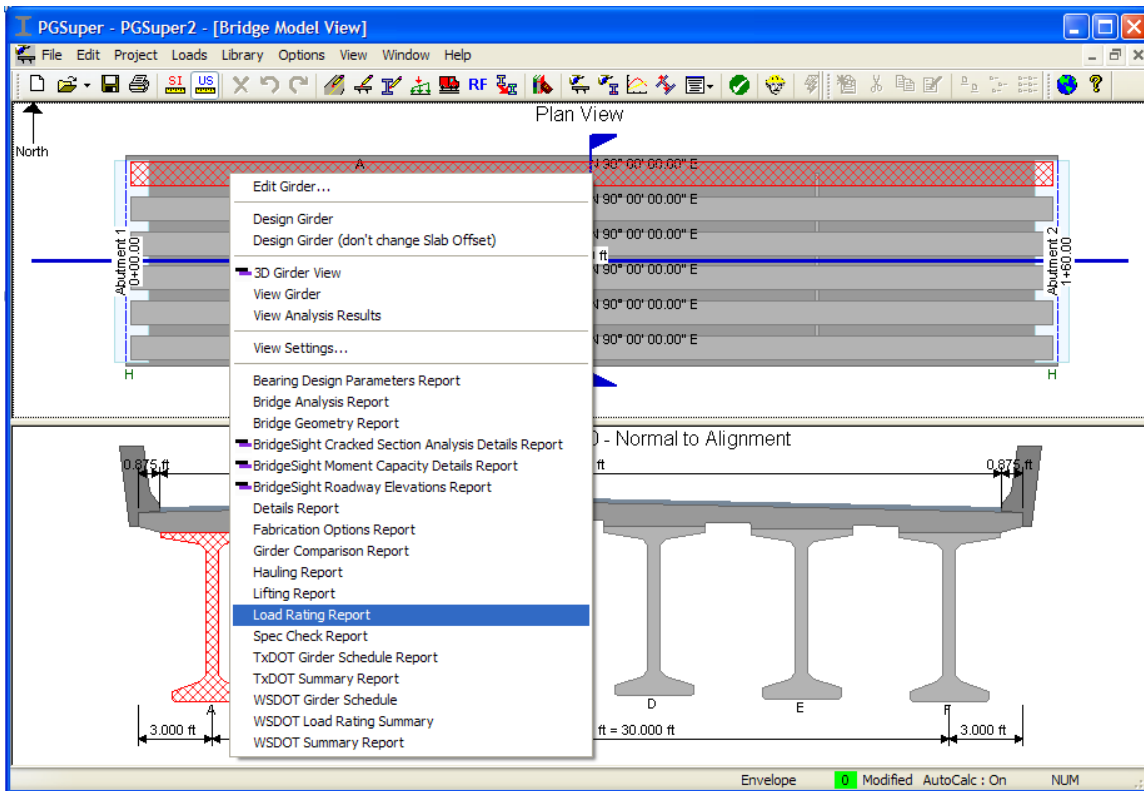 PGSuper - PGSuper2 - [Bridge Model View]
File Edit Project Loads Library Options View Window Help
SI US RF
Plan View
North
A
N 90° 00' 00.00" E
N 90° 00' 00.00" E
N 90° 00' 00.00" E
ft
N 90° 00' 00.00" E
N 90° 00' 00.00" E
N 90° 00' 00.00" E
Abutment 1
0+00.00
Abutment 2
1+60.00
H
H
Edit Girder...
Design Girder
Design Girder (don't change Slab Offset)
3D Girder View
View Girder
View Analysis Results
View Settings...
Bearing Design Parameters Report
Bridge Analysis Report
Bridge Geometry Report
BridgeSight Cracked Section Analysis Details Report
BridgeSight Moment Capacity Details Report
BridgeSight Roadway Elevations Report
Details Report
Fabrication Options Report
Girder Comparison Report
Hauling Report
Lifting Report
Load Rating Report
Spec Check Report
TxDOT Girder Schedule Report
TxDOT Summary Report
WSDOT Girder Schedule
WSDOT Load Rating Summary
WSDOT Summary Report
0 - Normal to Alignment
0.875 ft
ft
0.875 ft
A
D
E
F
3.000 ft
ft = 30.000 ft
3.000 ft
Envelope 0 Modified AutoCalc : On NUM